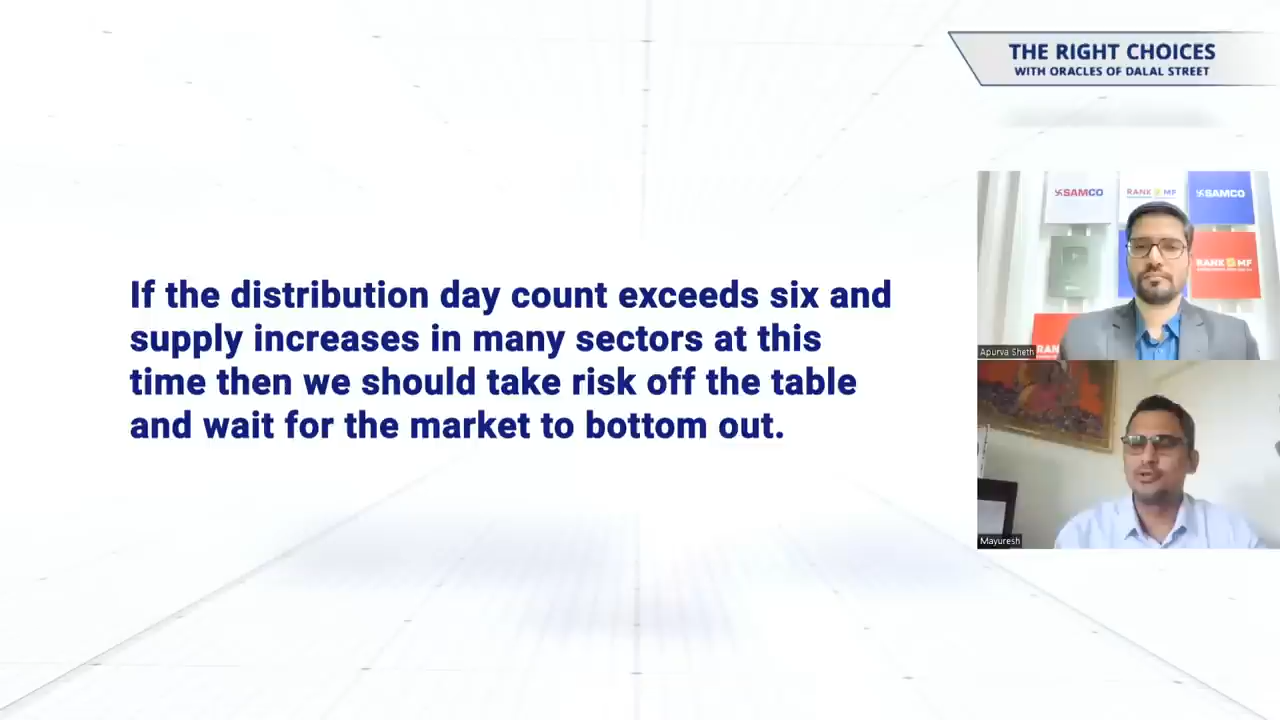 THE RIGHT CHOICES
WITH ORACLES OF DALAL STREET
SAMCO
RANK MF
SAMCO
RANK MF
RANK
Apurva Sheth
If the distribution day count exceeds six and
supply increases in many sectors at this
time then we should take risk off the table
and wait for the market to bottom out.
Mayuresh